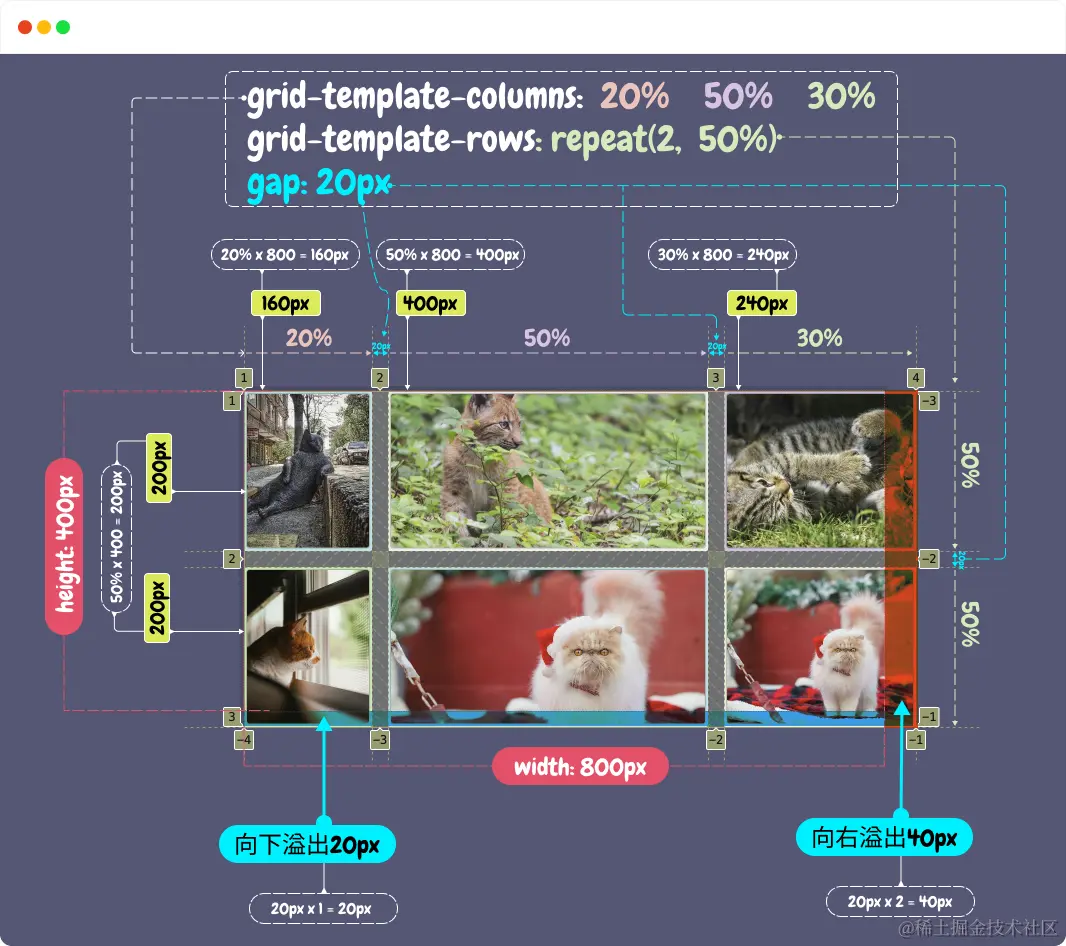 grid-template-columns: 20% 50% 30%
grid-template-rows: repeat(2, 50%)
gap: 20px
20% x 800 = 160px
50% x 800 = 400px
30% x 800 = 240px
160px
400px
240px
20%
20px
50%
20px
30%
1
2
3
4
1
-3
200px
50%
height: 400px
50% x 400 = 200px
2
-2
20px
200px
50%
3
-1
-4
-3
-2
-1
width: 800px
向下溢出20px
向右溢出40px
20px x 1 = 20px
20px x 2 = 40px
@稀土掘金技术社区